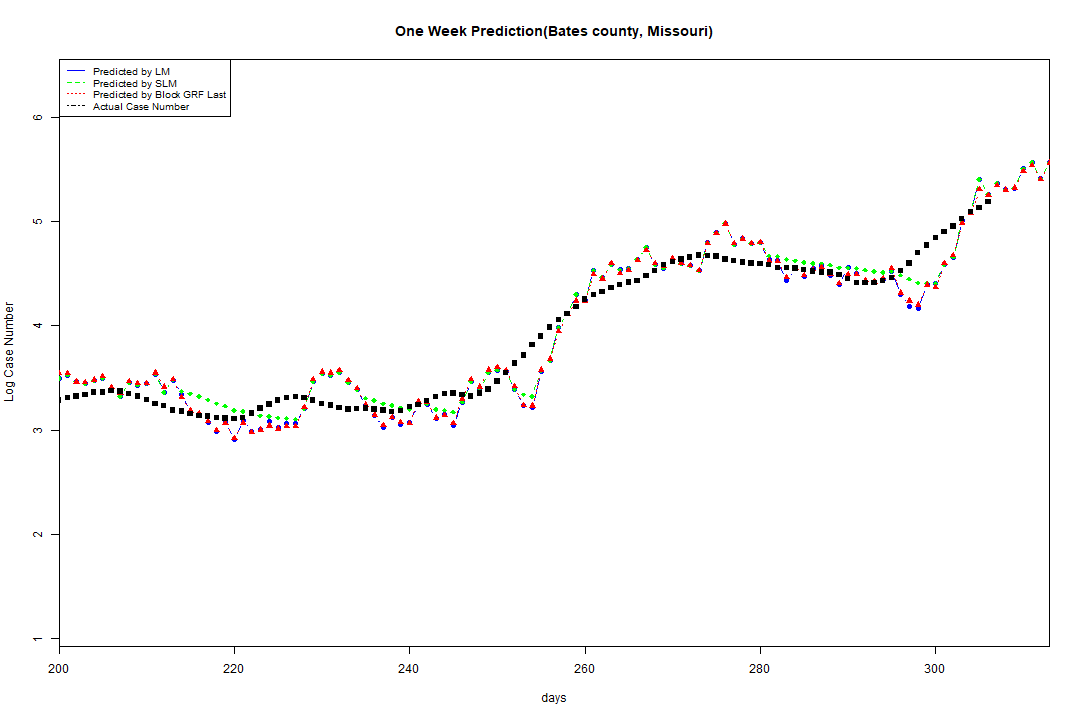 One Week Prediction(Bates county, Missouri)
Predicted by LM
Predicted by SLM
Predicted by Block GRF Last
Actual Case Number
6
5
4
3
2
1
Log Case Number
200 220 240 260 280 300
days